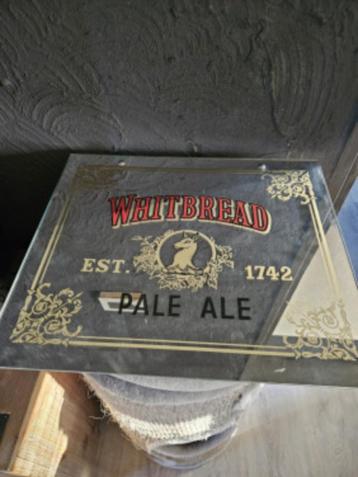 WHITBREAD
EST. 1742
PALE ALE